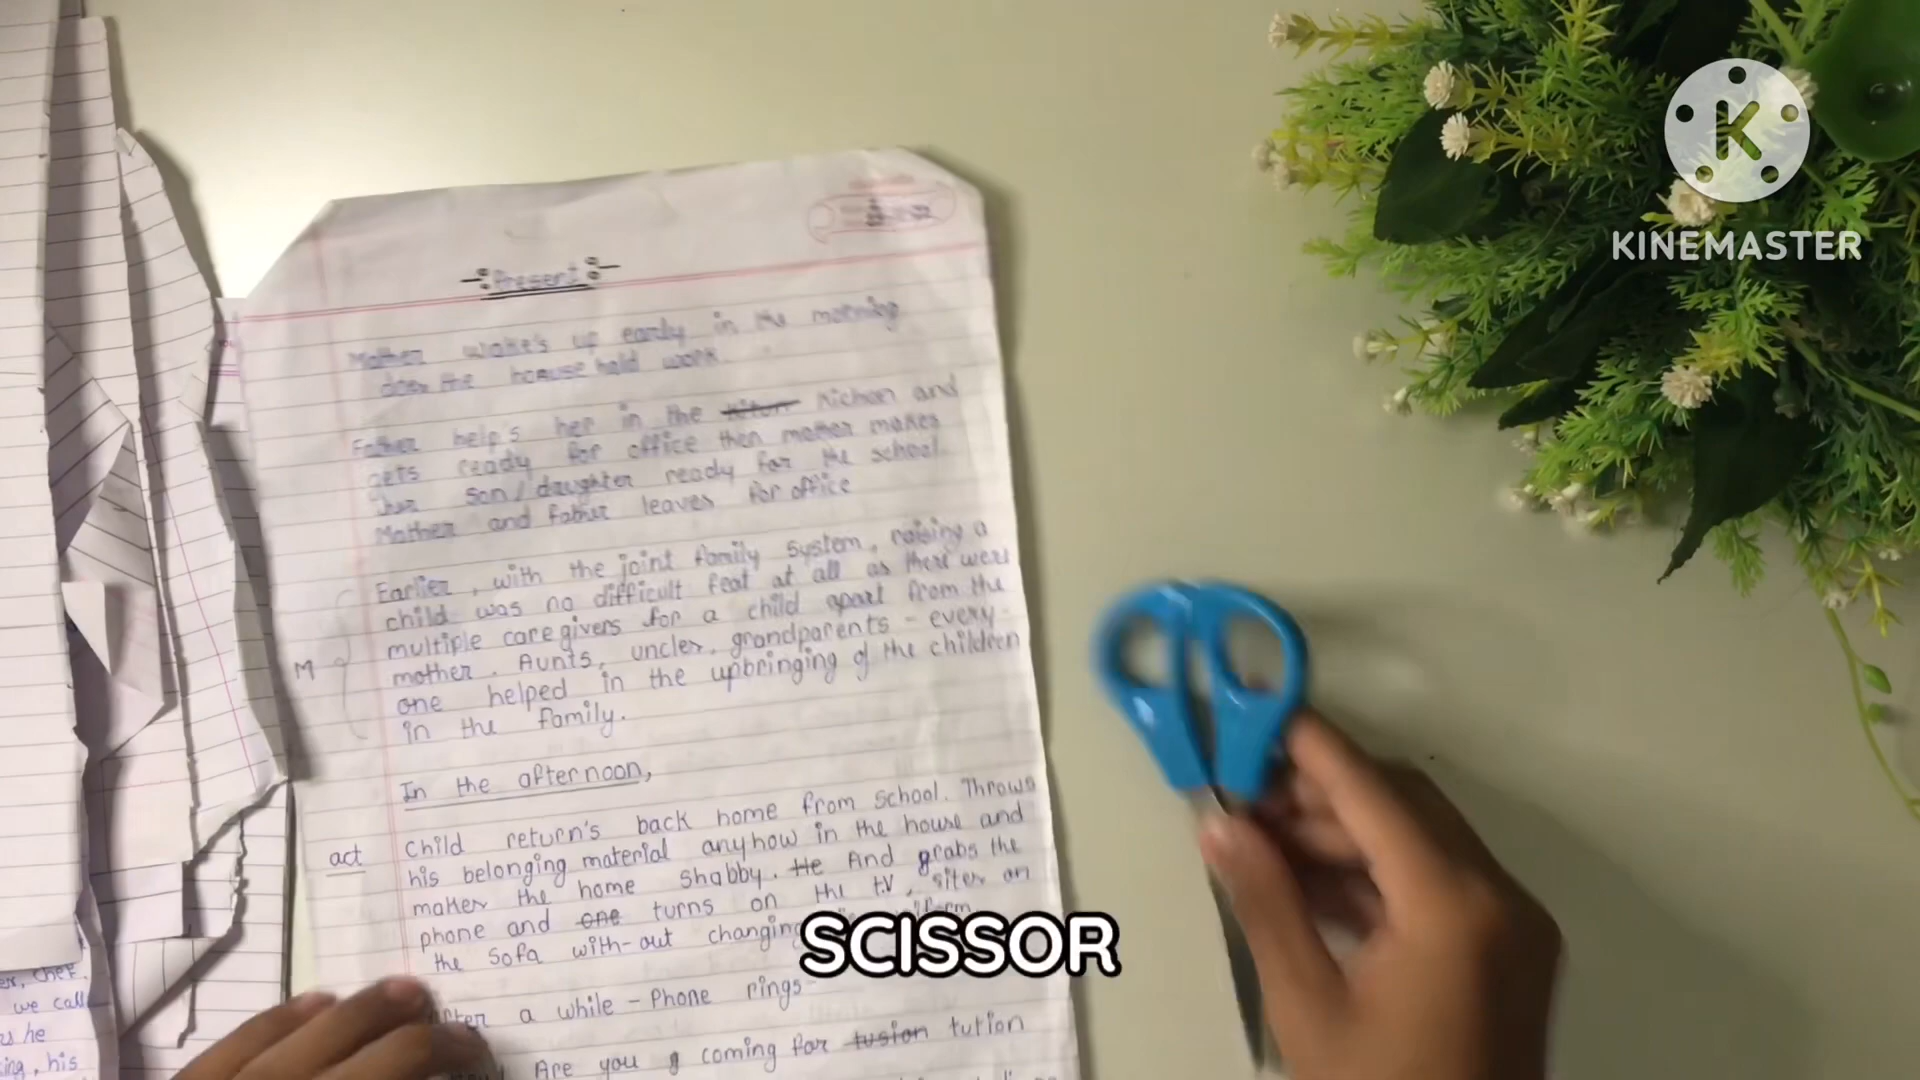 -: Present :-
Mother wake's up early in the morning
does the house hold work.
Father help's her in the kiton kichen and
gets ready for office then mother makes
her son/daughter ready for the school.
Mother and father leaves for office
Earlier, with the joint family system, raising a
child was no difficult feat at all as there were
multiple care givers for a child apart from the
M
mother. Aunts, uncles, grandparents - every-
one helped in the upbringing of the children
in the family.
In the afternoon,
act
child return's back home from school. Throws
his belonging material anyhow in the house and
makes the home shabby. He And grabs the
phone and one turns on the t.v, sites on
the sofa with-out changing
a while - Phone rings-
Are you g coming for tusion tution
we call
he
his
K
KINEMASTER
SCISSOR